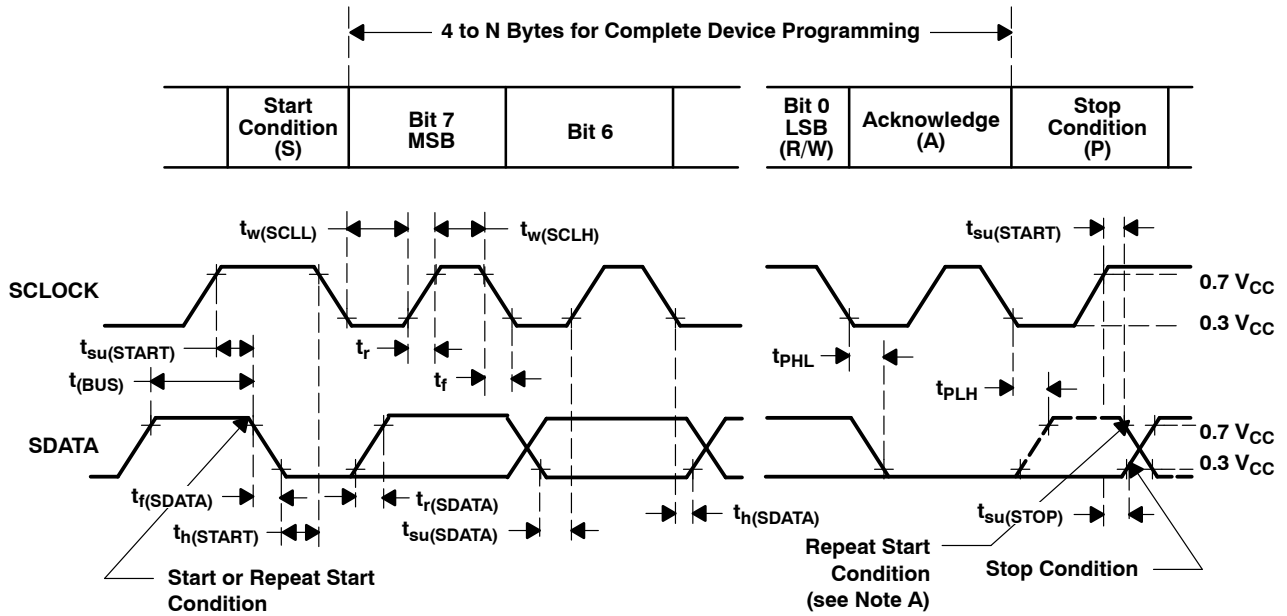 4 to N Bytes for Complete Device Programming
Start
Condition
(S)
Bit 7
MSB
Bit 6
Bit 0
LSB
(R/W)
Acknowledge
(A)
Stop
Condition
(P)
tw(SCLL)
tw(SCLH)
tsu(START)
SCLOCK
0.7 VCC
0.3 VCC
tsu(START)
tr
tPHL
t(BUS)
tf
tPLH
SDATA
0.7 VCC
0.3 VCC
tf(SDATA)
tr(SDATA)
th(START)
tsu(SDATA)
th(SDATA)
tsu(STOP)
Start or Repeat Start
Condition
Repeat Start
Condition
(see Note A)
Stop Condition